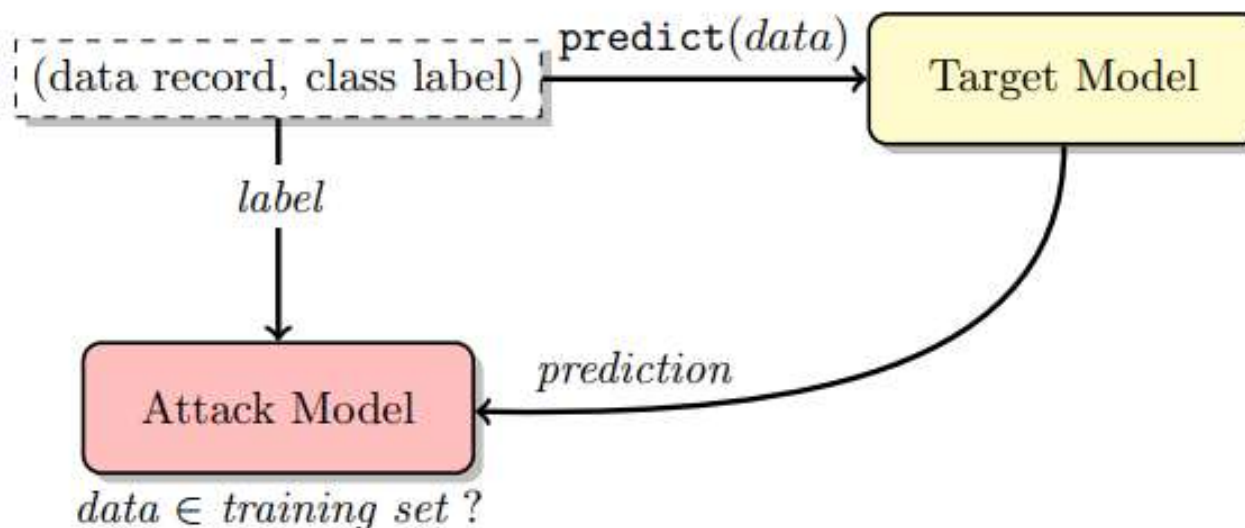 predict(data)
(data record, class label)
Target Model
label
prediction
Attack Model
data ∈ training set ?